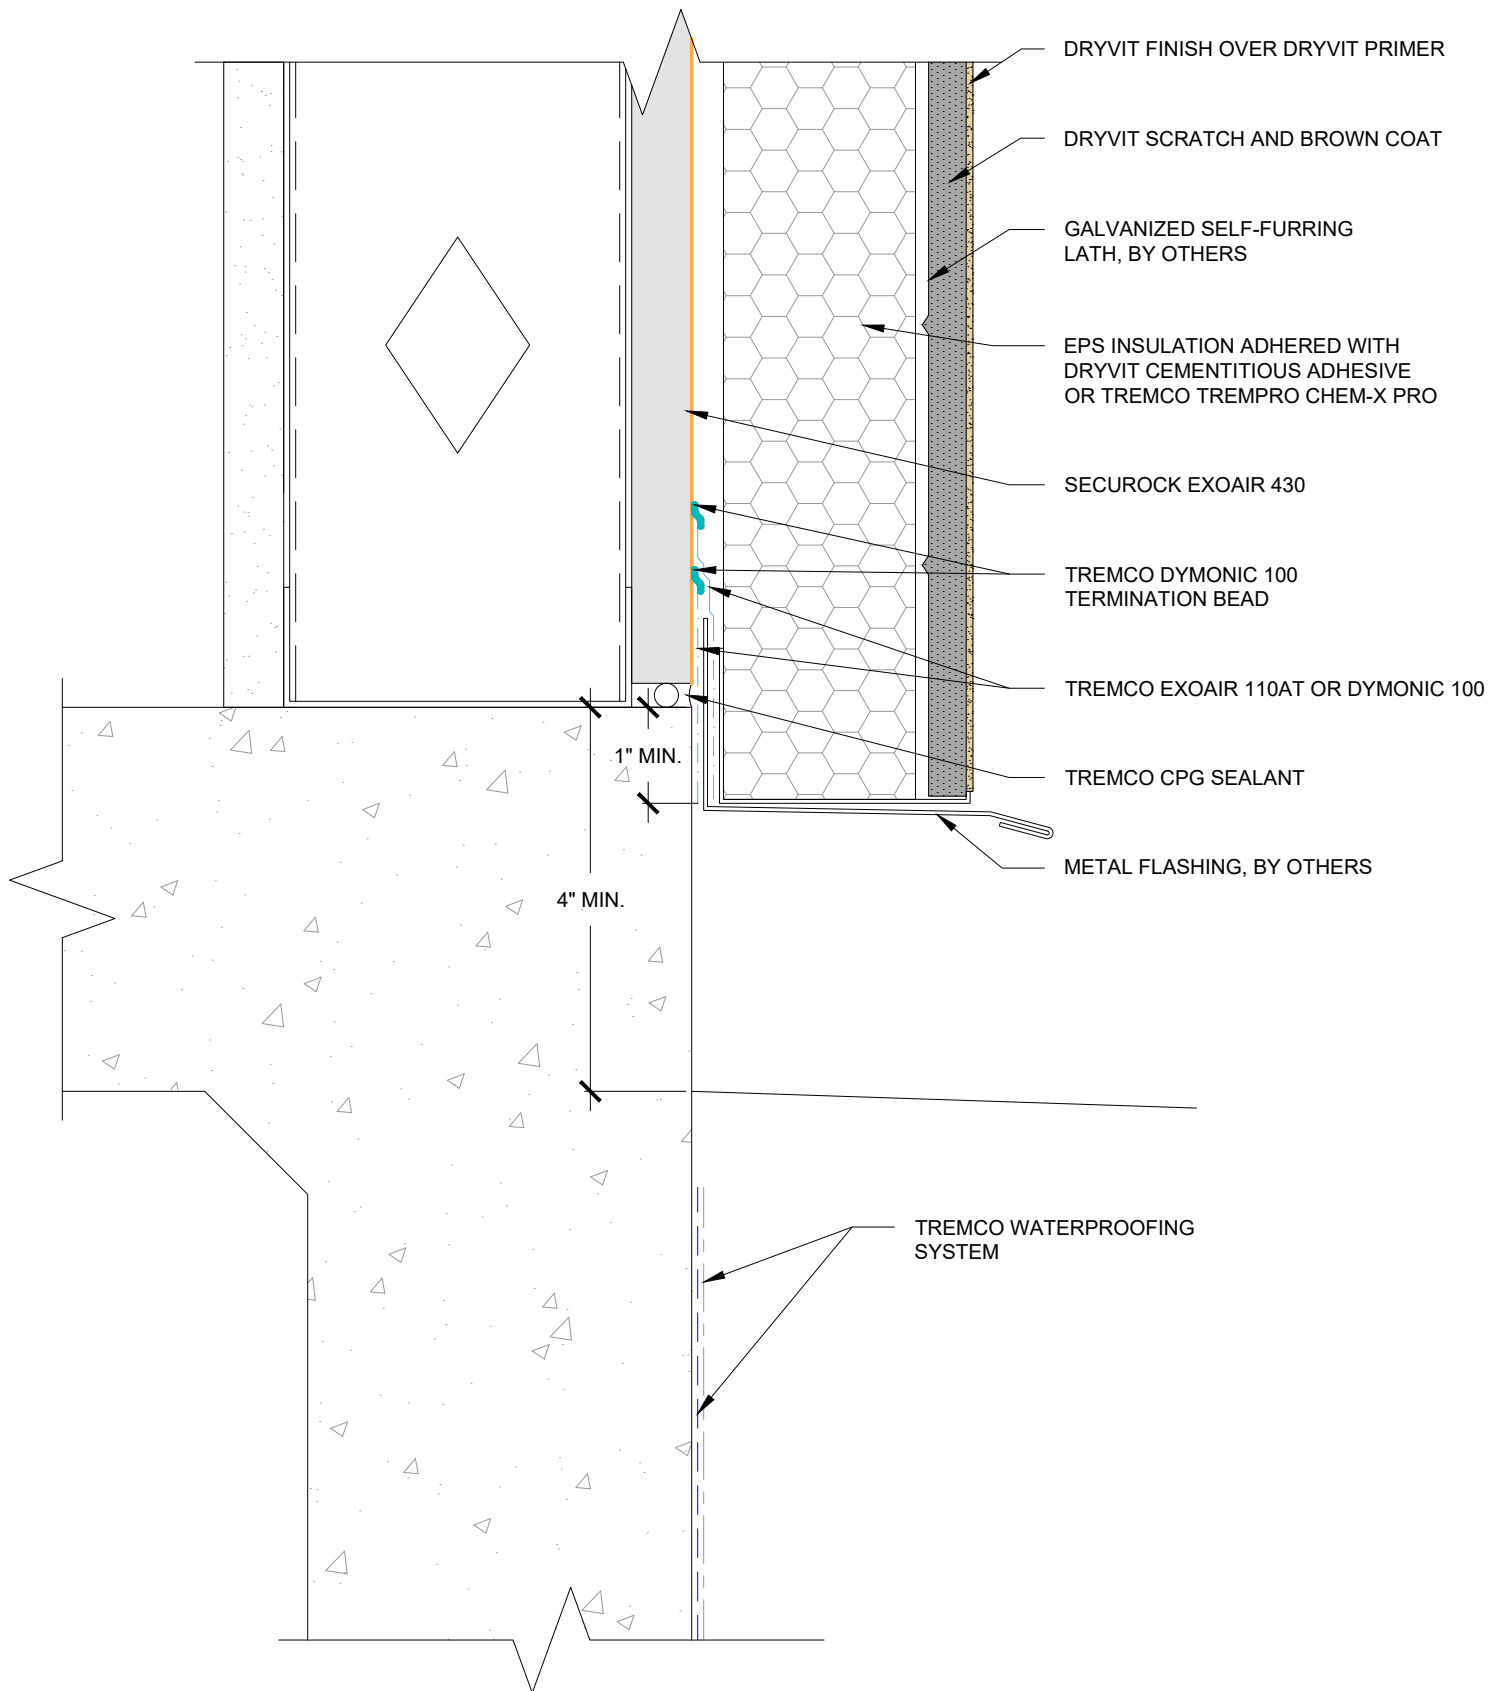 DRYVIT FINISH OVER DRYVIT PRIMER
DRYVIT SCRATCH AND BROWN COAT
GALVANIZED SELF-FURRING
LATH, BY OTHERS
EPS INSULATION ADHERED WITH
DRYVIT CEMENTITIOUS ADHESIVE
OR TREMCO TREMPRO CHEM-X PRO
SECUROCK EXOAIR 430
TREMCO DYMONIC 100
TERMINATION BEAD
TREMCO EXOAIR 110AT OR DYMONIC 100
1" MIN.
TREMCO CPG SEALANT
METAL FLASHING, BY OTHERS
4" MIN.
TREMCO WATERPROOFING
SYSTEM